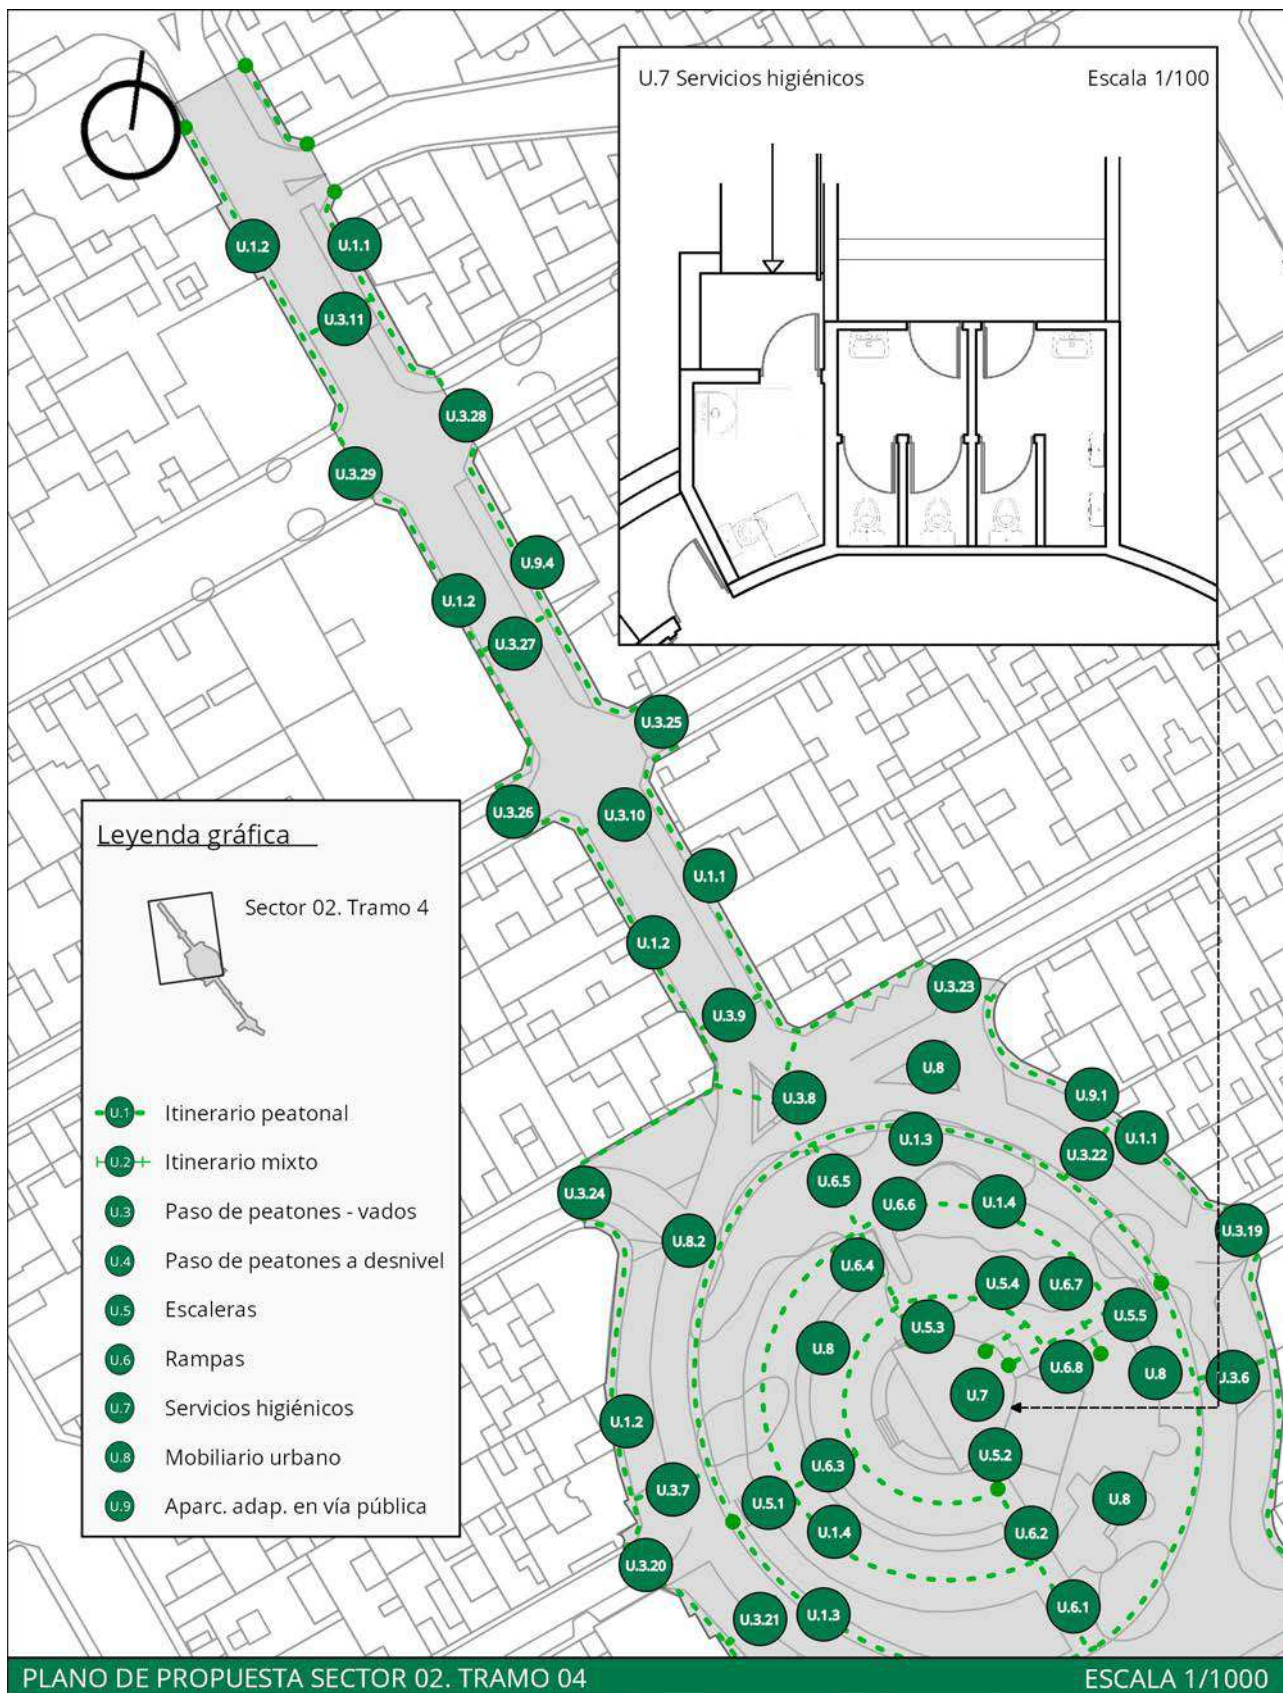 U.7 Servicios higiénicos Escala 1/100
U.1.2
U.1.1
U.3.11
U.3.28
U.3.29
U.9.4
U.1.2
U.3.27
U.3.25
U.3.26
U.3.10
U.1.1
U.1.2
U.3.23
U.3.9
U.8
U.3.8
U.9.1
U.1.3
U.1.1
U.3.22
U.6.5
U.3.24
U.6.6
U.1.4
U.3.19
U.8.2
U.6.4
U.5.4
U.6.7
U.5.5
U.5.3
U.8
U.6.8
U.8
U.3.6
U.7
U.1.2
U.5.2
U.6.3
U.3.7
U.5.1
U.8
U.1.4
U.6.2
U.3.20
U.6.1
U.3.21
U.1.3
Leyenda gráfica
Sector 02. Tramo 4
U.1 Itinerario peatonal
U.2 Itinerario mixto
U.3 Paso de peatones - vados
U.4 Paso de peatones a desnivel
U.5 Escaleras
U.6 Rampas
U.7 Servicios higiénicos
U.8 Mobiliario urbano
U.9 Aparc. adap. en vía pública
PLANO DE PROPUESTA SECTOR 02. TRAMO 04 ESCALA 1/1000